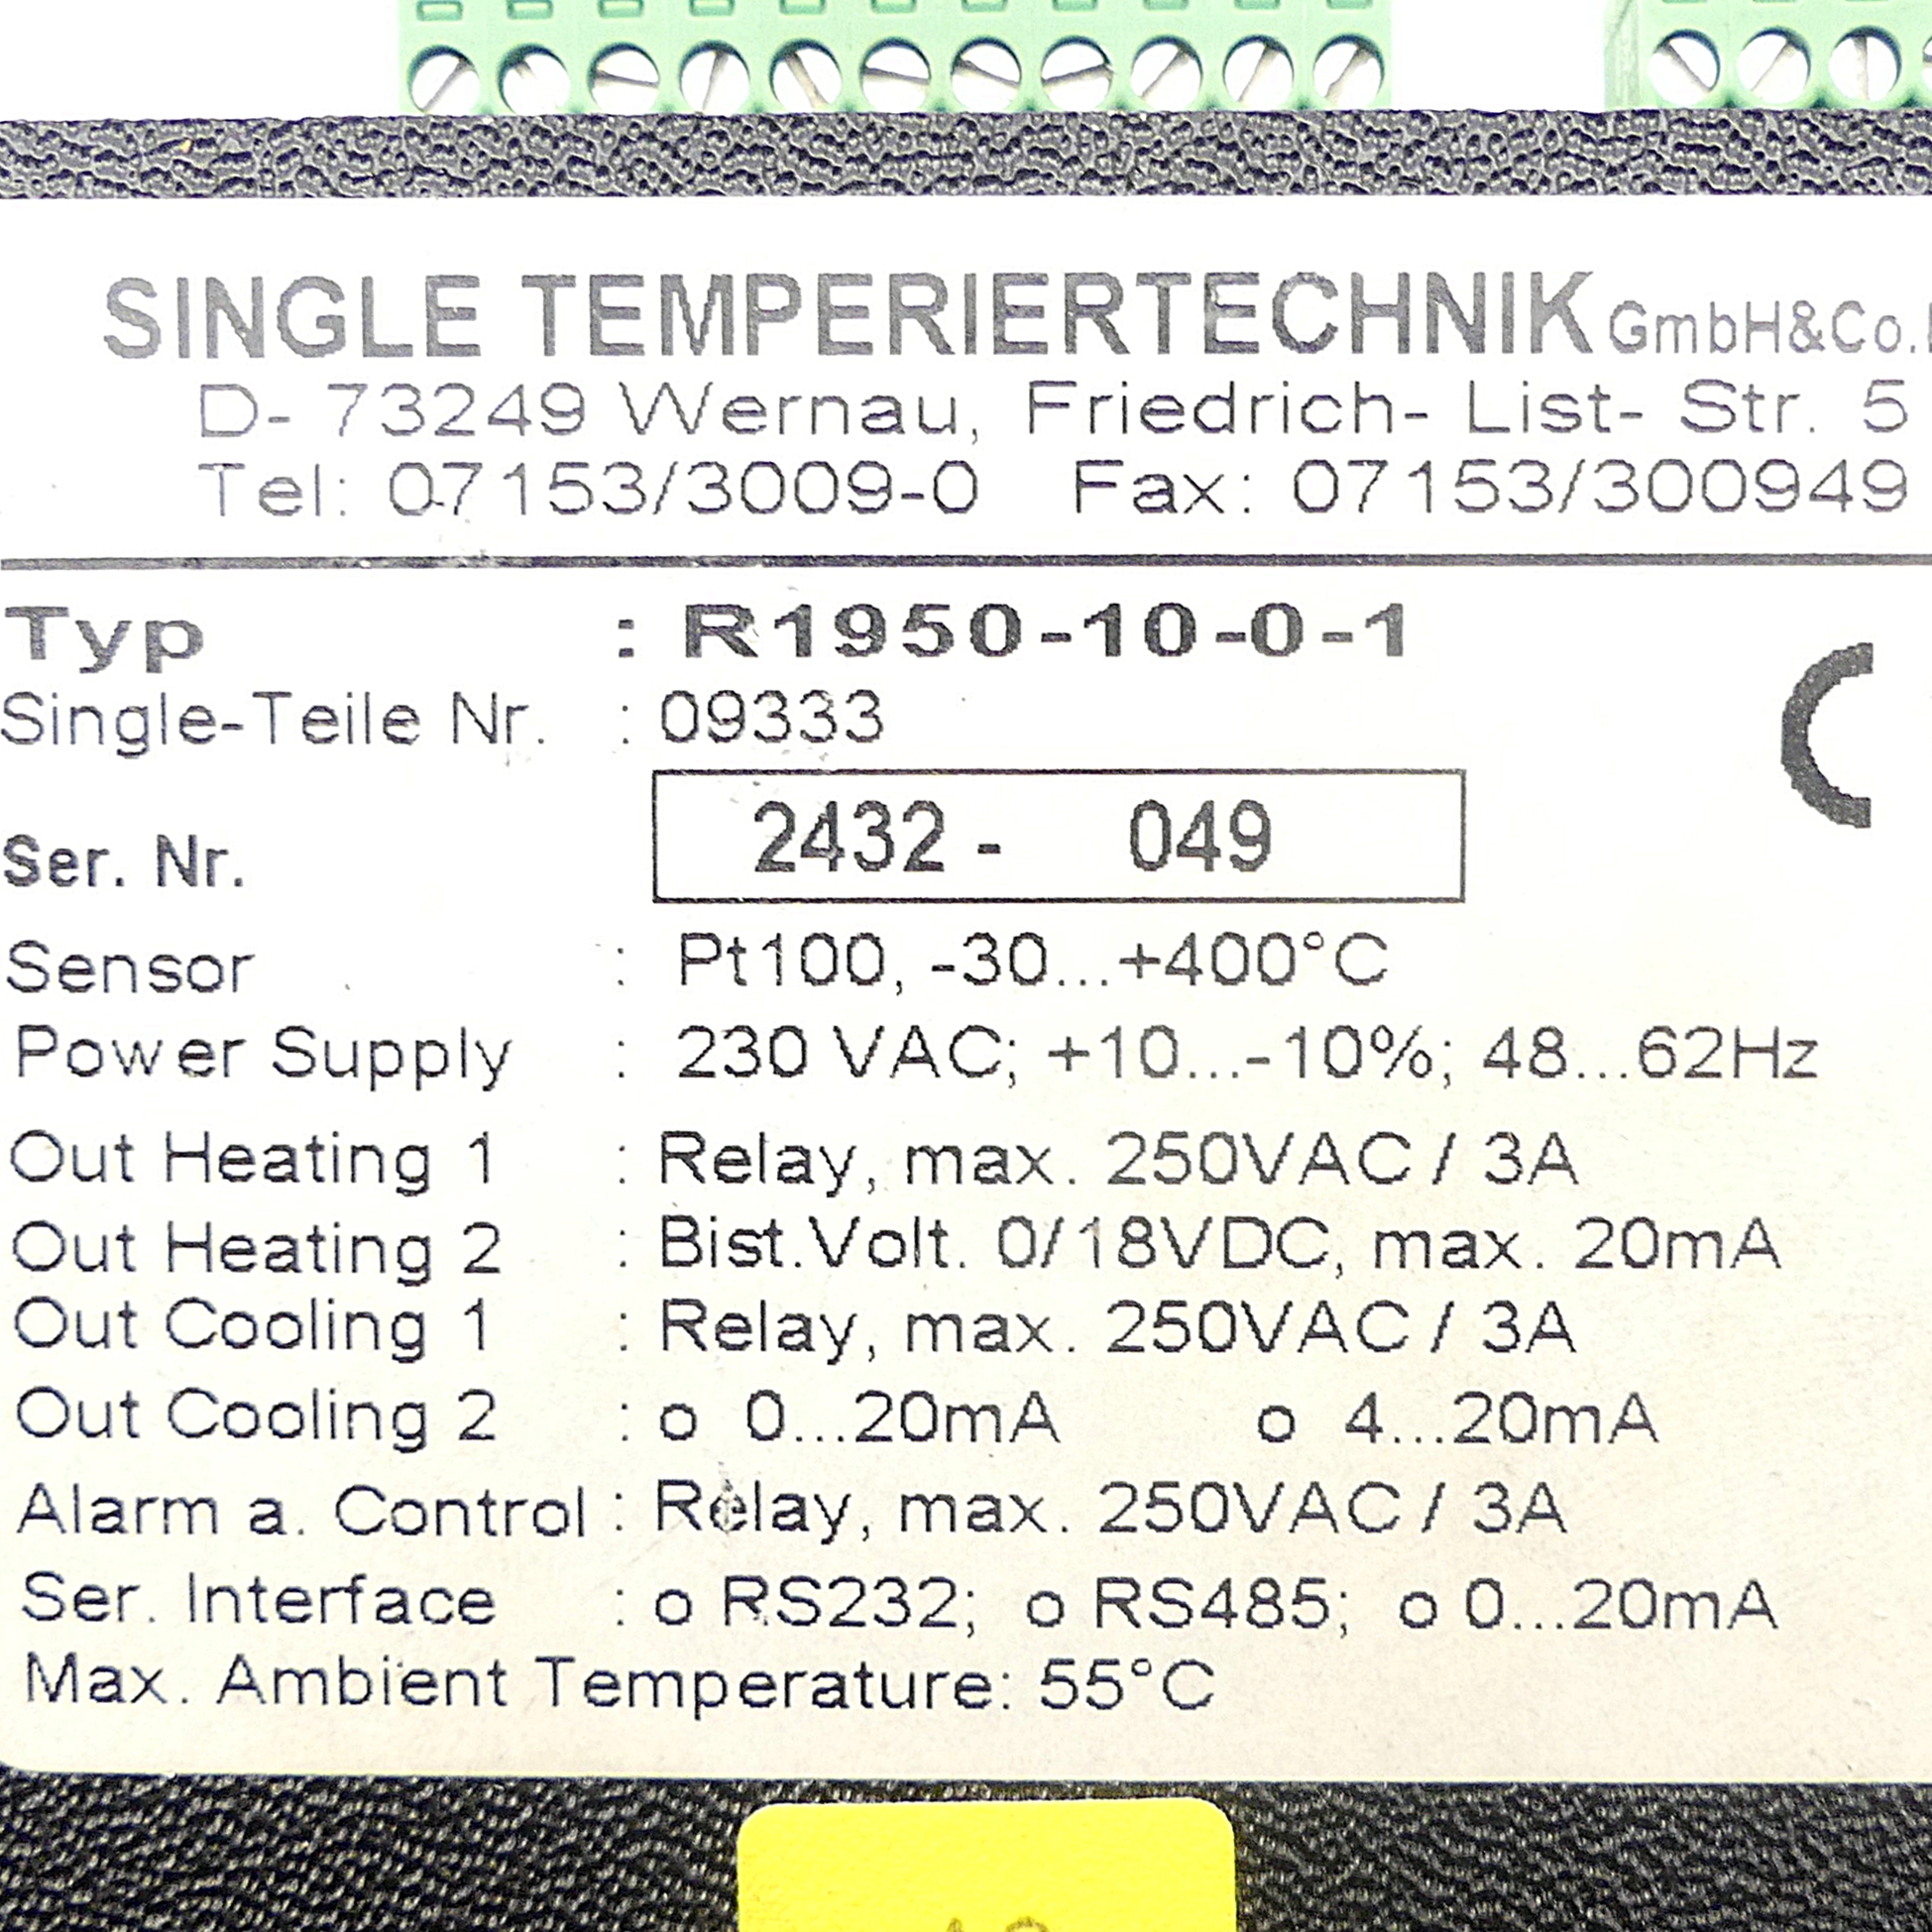 SINGLE TEMPERIERTECHNIK GmbH&Co.
D- 73249 Wernau, Friedrich- List- Str. 5
Tel: 07153/3009-0 Fax: 07153/300949
Typ : R1950-10-0-1
Single-Teile Nr. : 09333
Ser. Nr. 2432 - 049
Sensor : Pt100, -30...+400°C
Power Supply : 230 VAC; +10...-10%; 48...62Hz
Out Heating 1 : Relay, max. 250VAC / 3A
Out Heating 2 : Bist.Volt. 0/18VDC, max. 20mA
Out Cooling 1 : Relay, max. 250VAC / 3A
Out Cooling 2 : o 0...20mA o 4...20mA
Alarm a. Control : Relay, max. 250VAC / 3A
Ser. Interface : o RS232; o RS485; o 0...20mA
Max. Ambient Temperature: 55°C